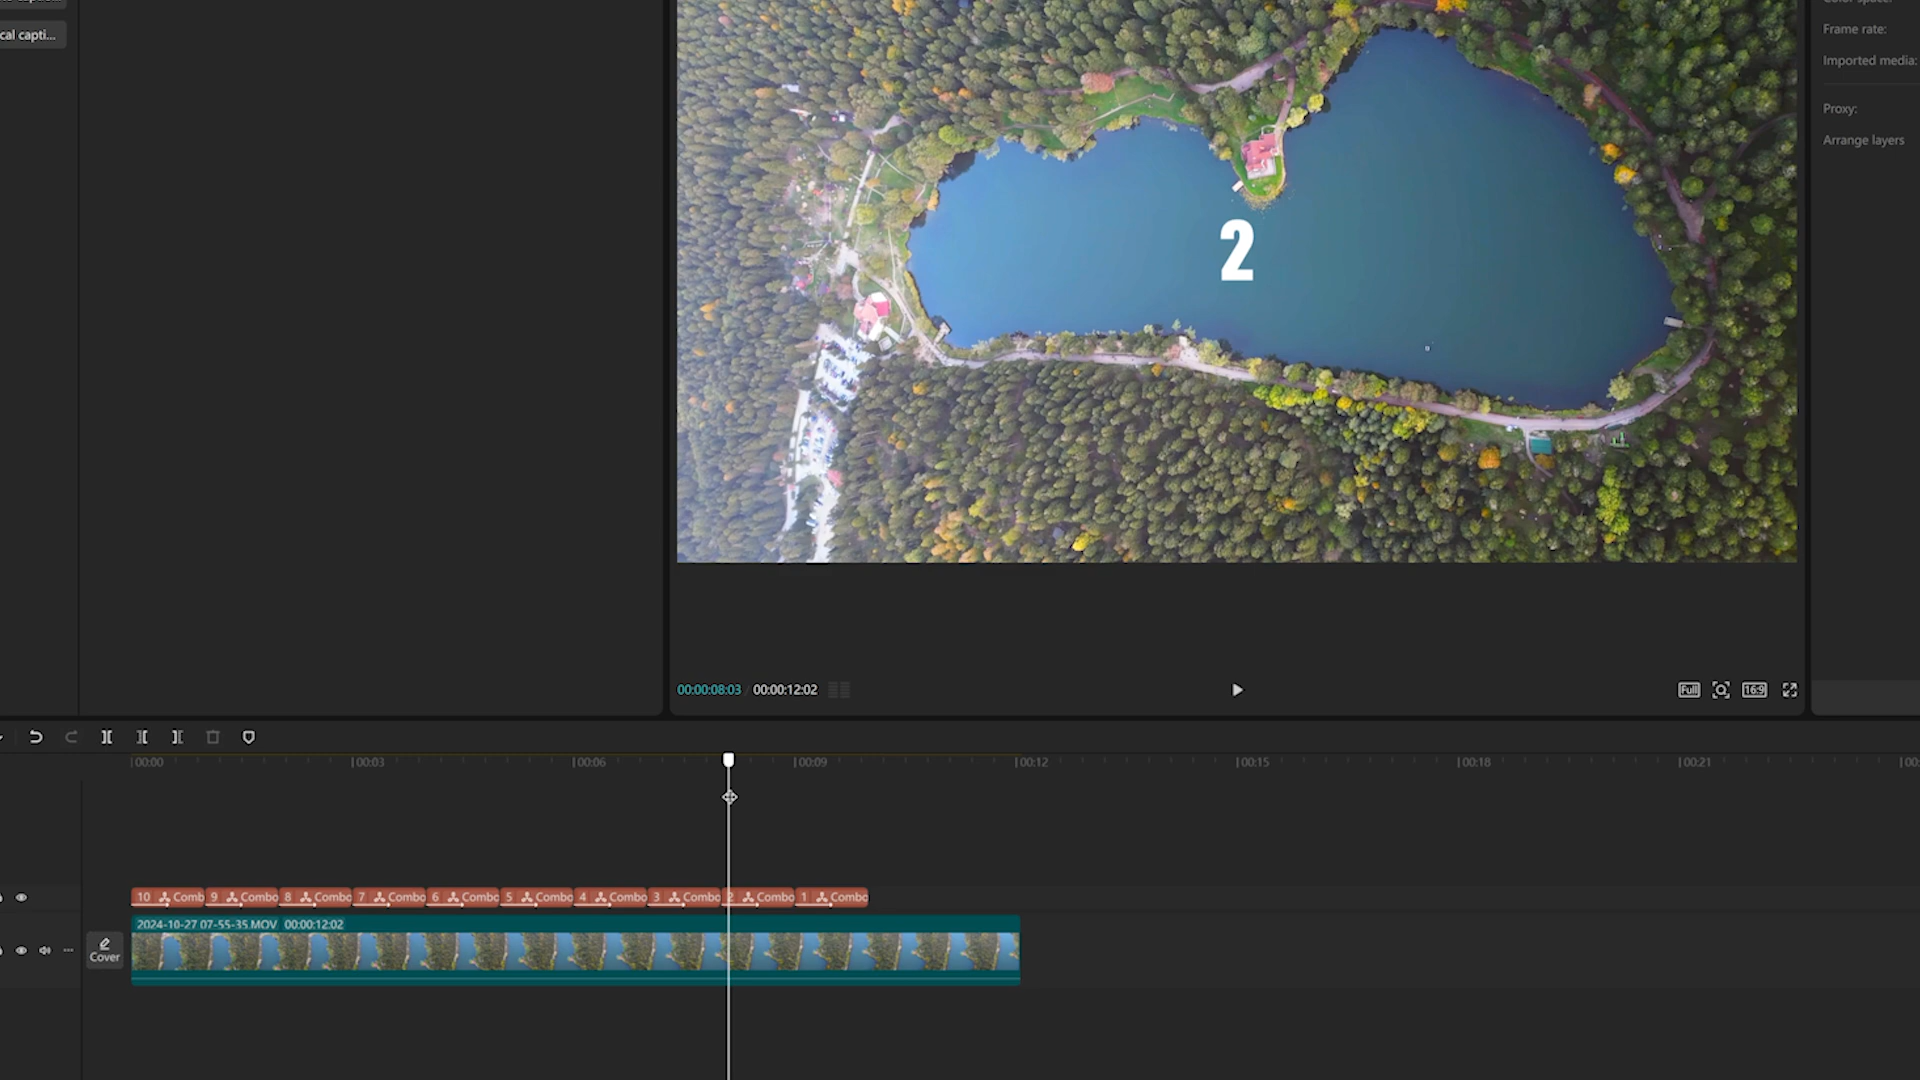 cal capti...
Frame rate:
Imported media:
Proxy:
Arrange layers
2
00:00:08:03 00:00:12:02
Full 16:9
00:00 00:03 00:06 00:09 00:12 00:15 00:18 00:21
10 Comb 9 Combo 8 Combo 7 Combo 6 Combo 5 Combo 4 Combo 3 Combo 2 Combo 1 Combo
2024-10-27 07-55-35.MOV 00:00:12:02
Cover